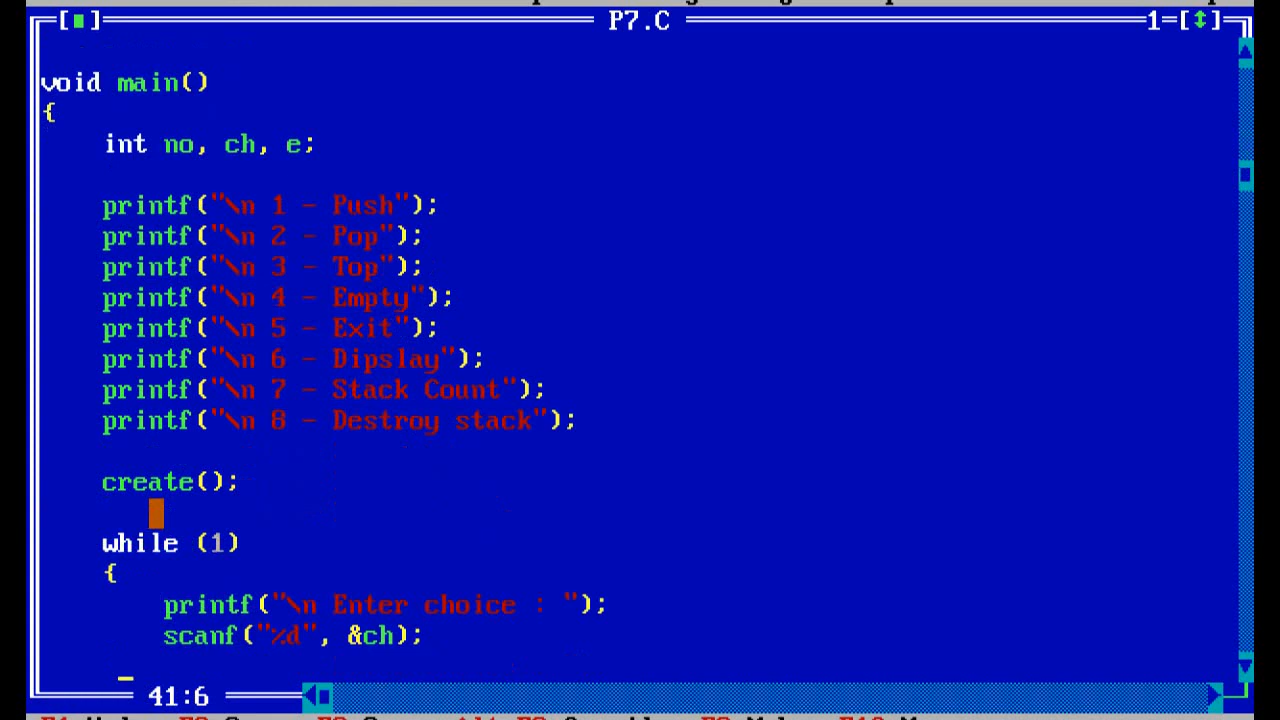 P7.C
1=[↕]
void main()
{
int no, ch, e;
printf("\n 1 - Push");
printf("\n 2 - Pop");
printf("\n 3 - Top");
printf("\n 4 - Empty");
printf("\n 5 - Exit");
printf("\n 6 - Dipslay");
printf("\n 7 - Stack Count");
printf("\n 8 - Destroy stack");
create();
while (1)
{
printf("\n Enter choice : ");
scanf("%d", &ch);
41:6